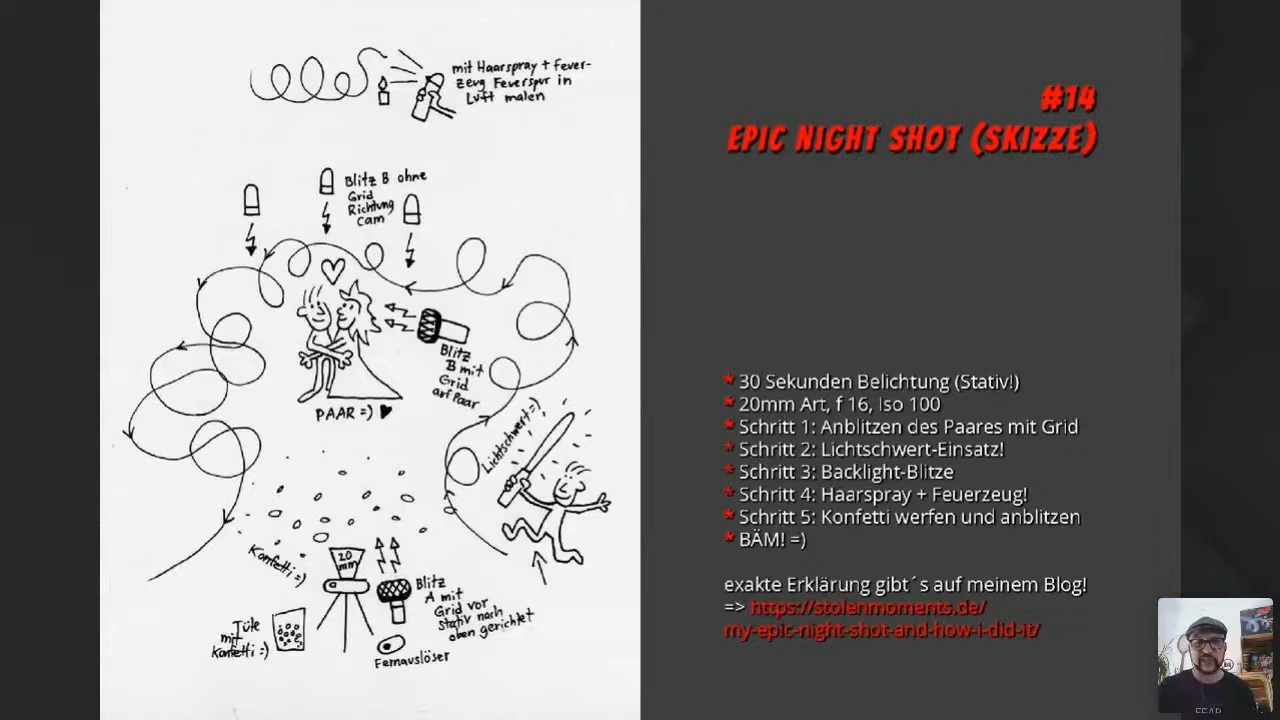 mit Haarspray + Feuer-
zeug Feuerspur in
Luft malen
Blitz B ohne
Grid
Richtung
Cam
Blitz
B mit
Grid
auf Paar
PAAR =)
Lichtschwert =)
Konfetti =)
20
mm
Blitz
A mit
Grid vor
Stativ nach
oben gerichtet
Tüte
mit
Konfetti =)
Fernauslöser
#14
EPIC NIGHT SHOT (SKIZZE)
* 30 Sekunden Belichtung (Stativ!)
* 20mm Art, f 16, Iso 100
* Schritt 1: Anblitzen des Paares mit Grid
* Schritt 2: Lichtschwert-Einsatz!
* Schritt 3: Backlight-Blitze
* Schritt 4: Haarspray + Feuerzeug!
* Schritt 5: Konfetti werfen und anblitzen
* BÄM! =)
exakte Erklärung gibt´s auf meinem Blog!
=> https://stolenmoments.de/
my-epic-night-shot-and-how-i-did-it/